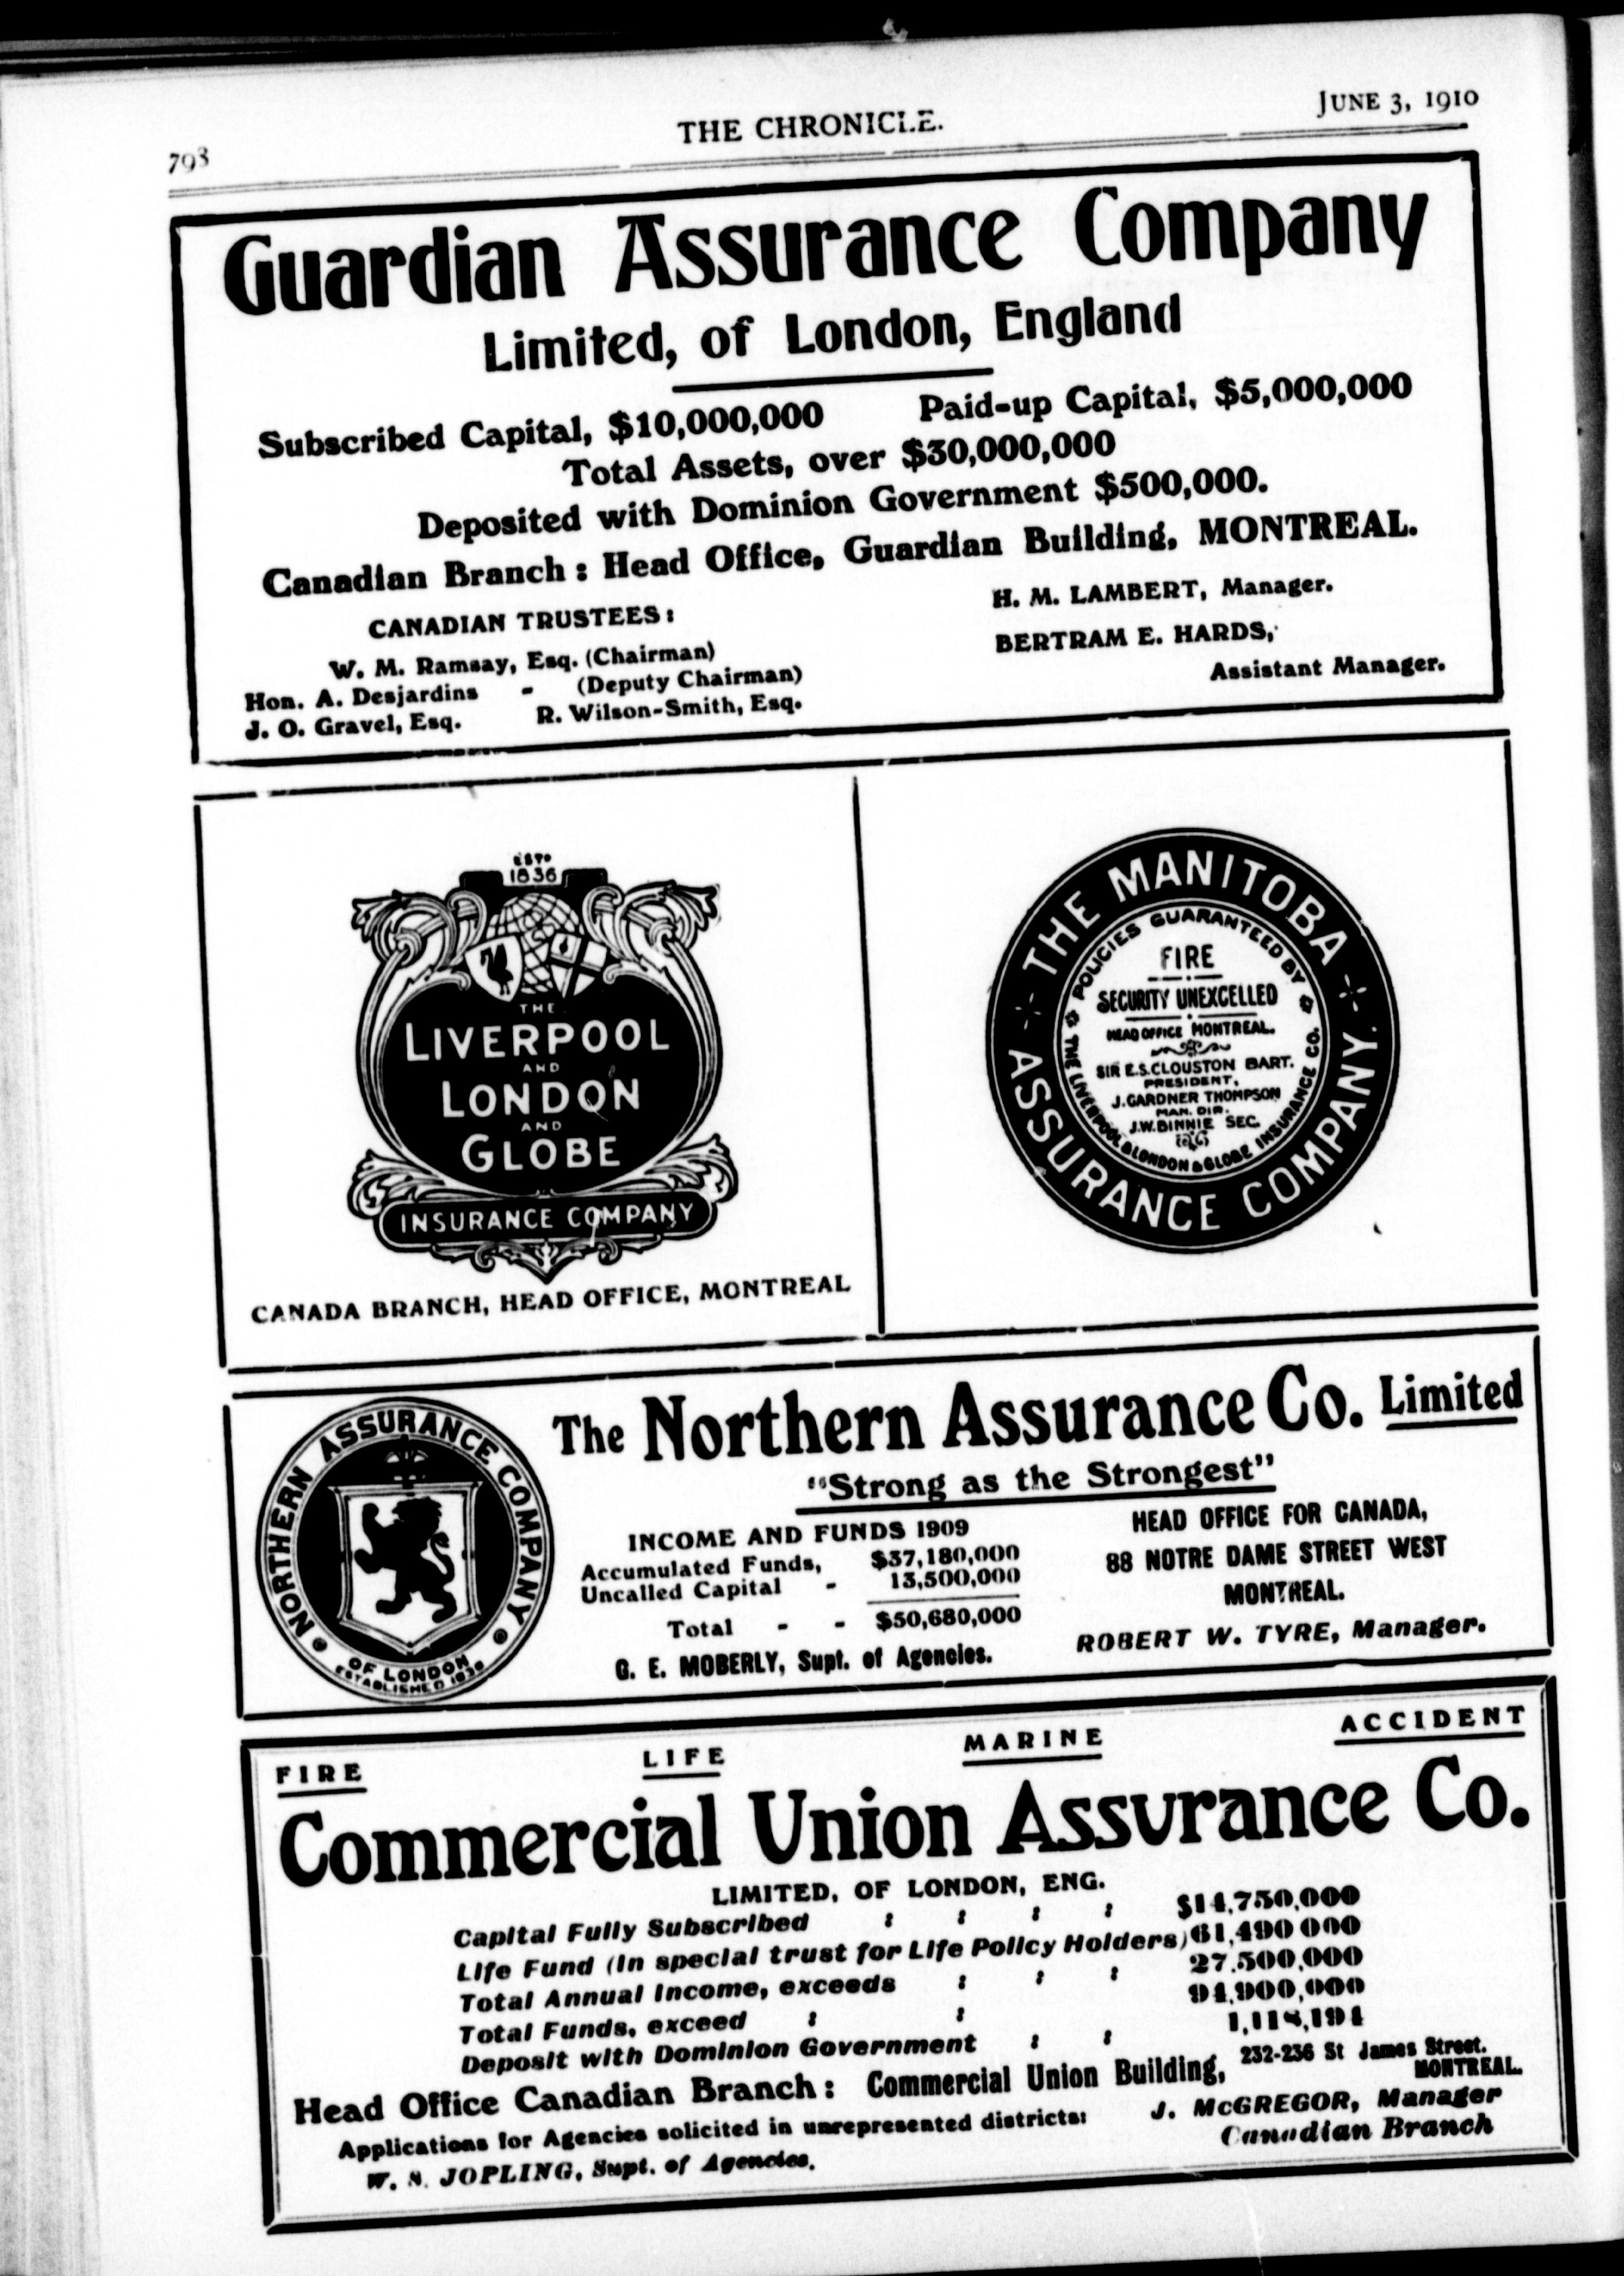 798
THE CHRONICLE.
JUNE 3, 1910
Guardian Assurance Company
Limited, of London, England
Subscribed Capital, $10,000,000 Paid-up Capital, $5,000,000
Total Assets, over $30,000,000
Deposited with Dominion Government $500,000.
Canadian Branch: Head Office, Guardian Building, MONTREAL.
CANADIAN TRUSTEES:
W. M. Ramsay, Esq. (Chairman)
Hon. A. Desjardins - (Deputy Chairman)
J. O. Gravel, Esq. R. Wilson-Smith, Esq.
H. M. LAMBERT, Manager.
BERTRAM E. HARDS,
Assistant Manager.
ESTD
1836
THE
LIVERPOOL
AND
LONDON
AND
GLOBE
INSURANCE COMPANY
CANADA BRANCH, HEAD OFFICE, MONTREAL
THE MANITOBA
ASSURANCE COMPANY.
POLICIES GUARANTEED BY
THE LIVERPOOL & LONDON & GLOBE INSURANCE CO.
FIRE
SECURITY UNEXCELLED
HEAD OFFICE MONTREAL.
SIR E.S.CLOUSTON BART.
PRESIDENT,
J.GARDNER THOMPSON
MAN. DIR.
J.W.BINNIE SEC.
NORTHERN ASSURANCE COMPANY
OF LONDON
ESTABLISHED 1836
The Northern Assurance Co. Limited
"Strong as the Strongest"
INCOME AND FUNDS 1909
Accumulated Funds, $37,180,000
Uncalled Capital - 13,500,000
Total - - $50,680,000
G. E. MOBERLY, Supt. of Agencies.
HEAD OFFICE FOR CANADA,
88 NOTRE DAME STREET WEST
MONTREAL.
ROBERT W. TYRE, Manager.
FIRE LIFE MARINE ACCIDENT
Commercial Union Assurance Co.
LIMITED, OF LONDON, ENG.
Capital Fully Subscribed : : : : $14,750,000
Life Fund (In special trust for Life Policy Holders) 61,490 000
Total Annual Income, exceeds : : : 27,500,000
Total Funds, exceed : : 94,900,000
Deposit with Dominion Government : : 1,118,194
Head Office Canadian Branch: Commercial Union Building, 232-236 St James Street.
MONTREAL.
Applications for Agencies solicited in unrepresented districts:
W. S. JOPLING, Supt. of Agencies.
J. McGREGOR, Manager
Canadian Branch